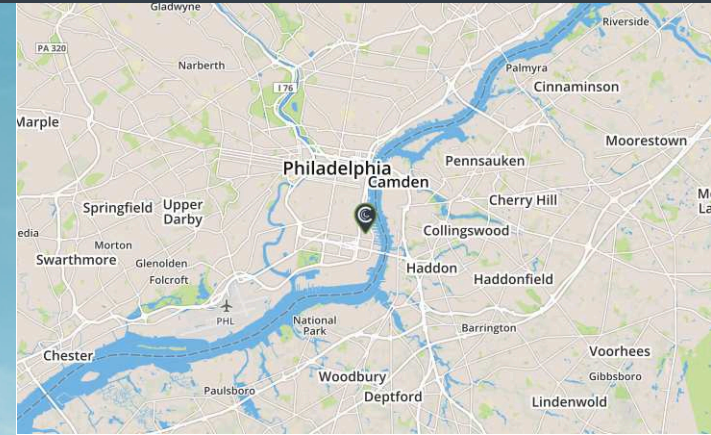 Gladwyne
Riverside
PA 320
Narberth
Palmyra
I 76
Cinnaminson
Marple
Moorestown
Pennsauken
Philadelphia
Camden
Cherry Hill
Springfield
Upper
Darby
Collingswood
edia
Morton
Swarthmore
Glenolden
Haddon
Folcroft
Haddonfield
PHL
National
Park
Barrington
Chester
Voorhees
Woodbury
Gibbsboro
Paulsboro
Deptford
Lindenwold